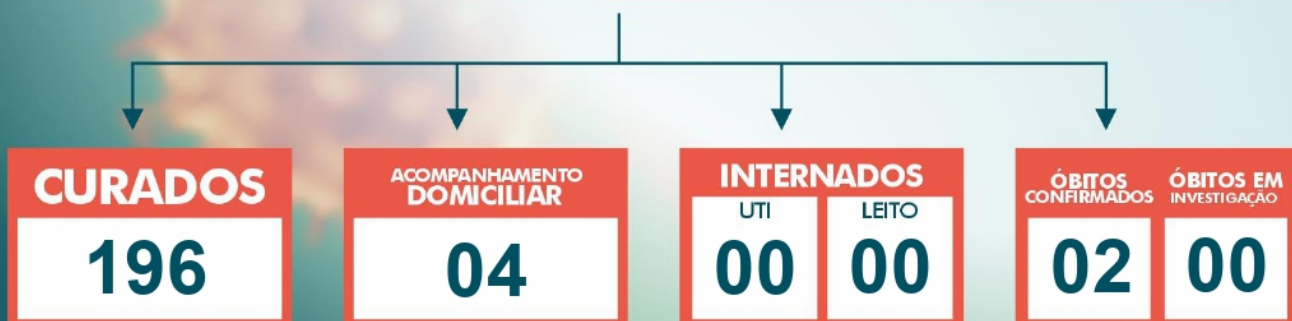 CURADOS
196
ACOMPANHAMENTO
DOMICILIAR
04
INTERNADOS
UTI
00
LEITO
00
ÓBITOS
CONFIRMADOS
02
ÓBITOS EM
INVESTIGAÇÃO
00